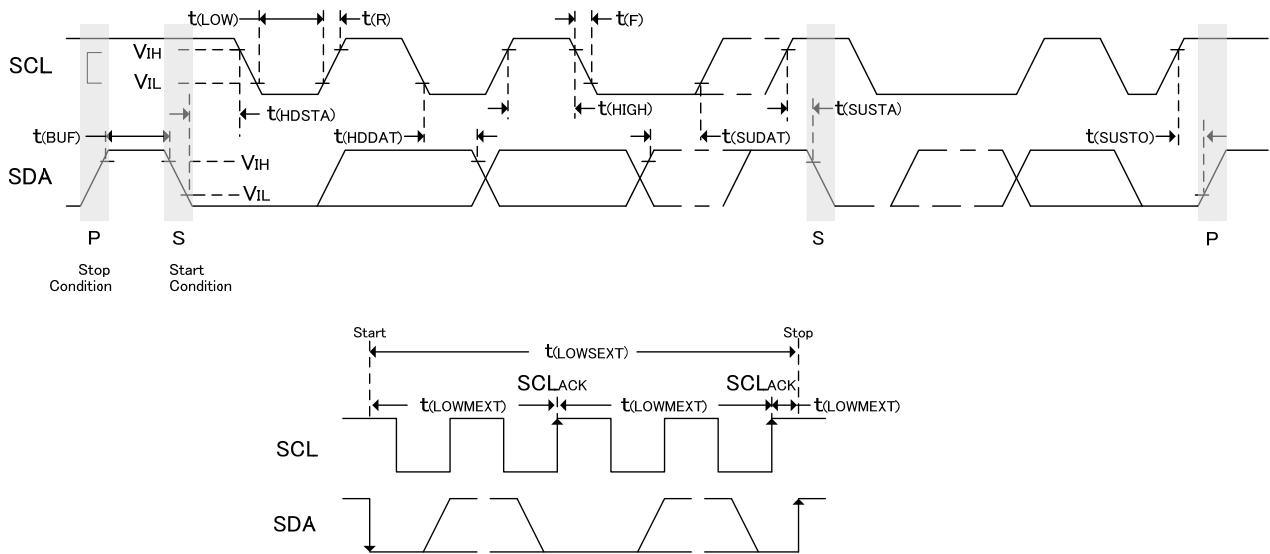 t(LOW) t(R) t(F)
SCL VIH
VIL
t(HDSTA) t(HIGH) t(SUSTA)
t(BUF) t(HDDAT) t(SUDAT) t(SUSTO)
SDA VIH
VIL
P S S P
Stop Condition
Start Condition
Start Stop
t(LOWSEXT)
SCLACK SCLACK
t(LOWMEXT) t(LOWMEXT) t(LOWMEXT)
SCL
SDA